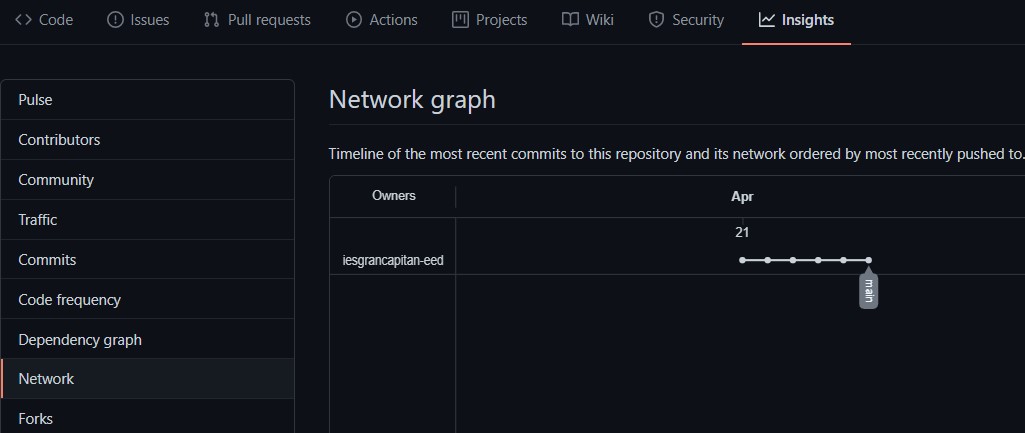 Code Issues Pull requests Actions Projects Wiki Security Insights
Pulse
Contributors
Community
Traffic
Commits
Code frequency
Dependency graph
Network
Forks
Network graph
Timeline of the most recent commits to this repository and its network ordered by most recently pushed to.
Owners Apr
21
iesgrancapitan-eed
main